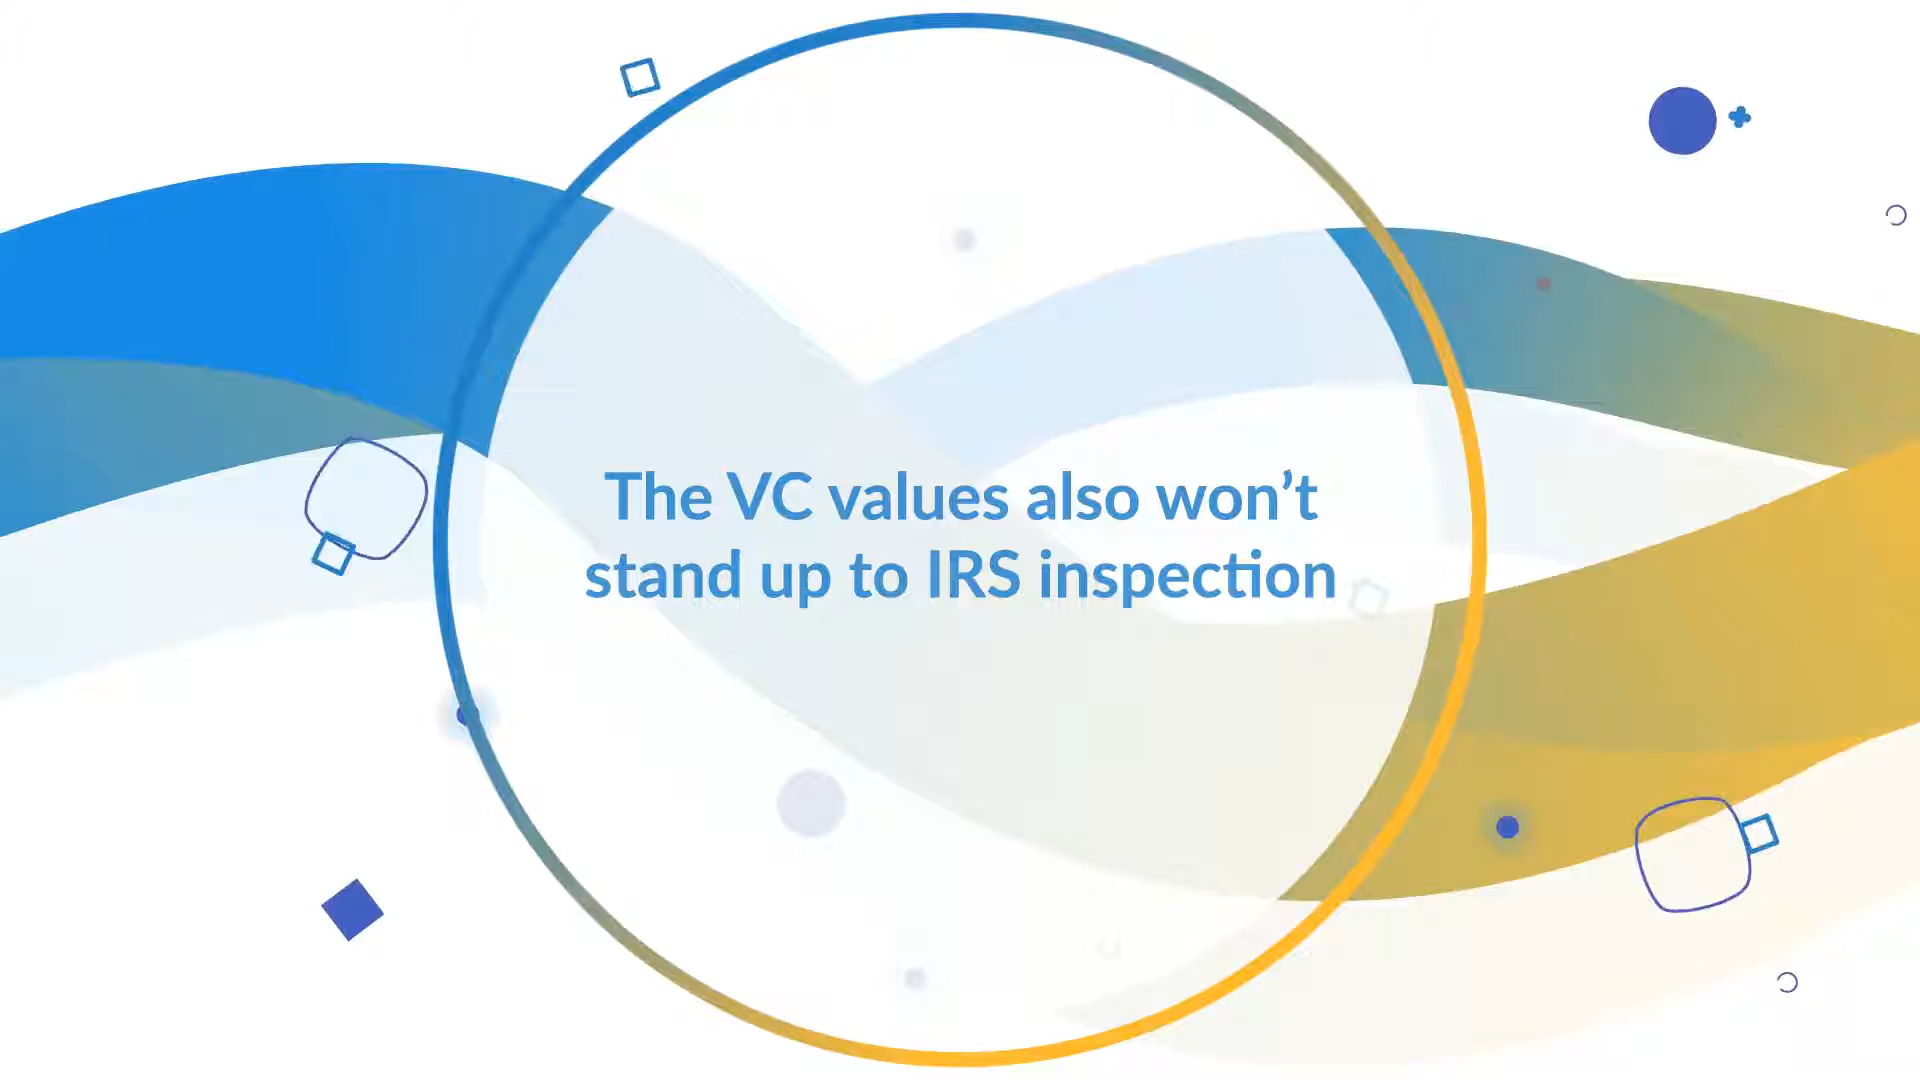 The VC values also won’t
stand up to IRS inspection